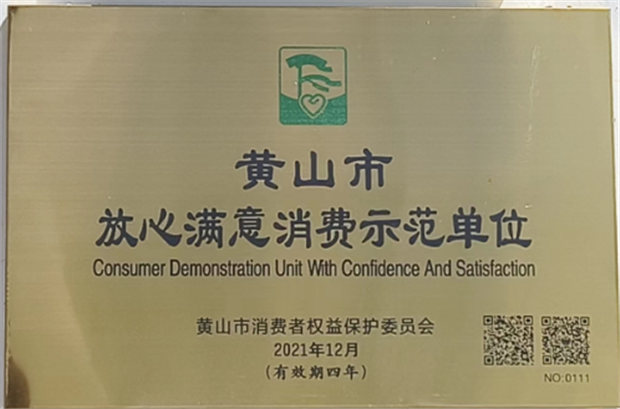 黄山市
放心满意消费示范单位
Consumer Demonstration Unit With Confidence And Satisfaction
黄山市消费者权益保护委员会
2021年12月
(有效期四年)
NO:0111